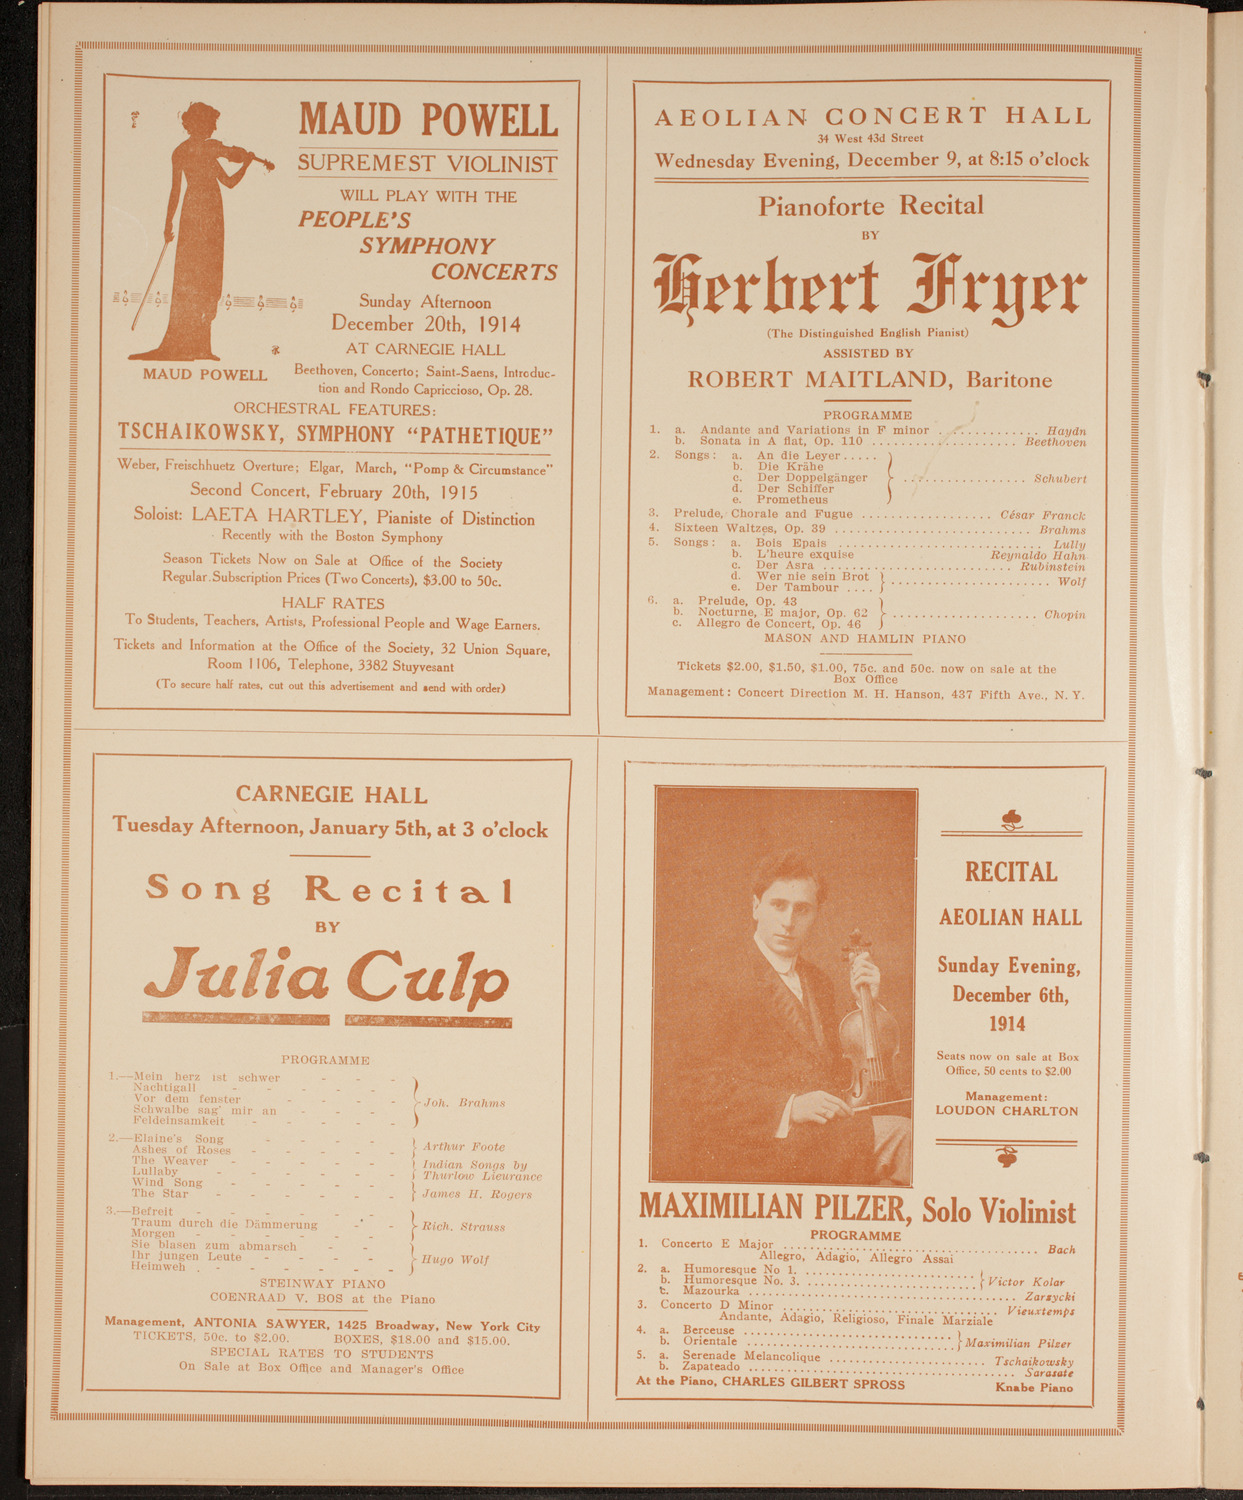 MAUD POWELL
SUPREMEST VIOLINIST
WILL PLAY WITH THE
PEOPLE'S
SYMPHONY
CONCERTS
Sunday Afternoon
December 20th, 1914
AT CARNEGIE HALL
MAUD POWELL
Beethoven, Concerto; Saint-Saens, Introduc-
tion and Rondo Capriccioso, Op. 28.
ORCHESTRAL FEATURES:
TSCHAIKOWSKY, SYMPHONY "PATHETIQUE"
Weber, Freischhuetz Overture; Elgar, March, "Pomp & Circumstance"
Second Concert, February 20th, 1915
Soloist: LAETA HARTLEY, Pianiste of Distinction
Recently with the Boston Symphony
Season Tickets Now on Sale at Office of the Society
Regular Subscription Prices (Two Concerts), $3.00 to 50c.
HALF RATES
To Students, Teachers, Artists, Professional People and Wage Earners.
Tickets and Information at the Office of the Society, 32 Union Square,
Room 1106, Telephone, 3382 Stuyvesant
(To secure half rates, cut out this advertisement and send with order)
AEOLIAN CONCERT HALL
34 West 43d Street
Wednesday Evening, December 9, at 8:15 o'clock
Pianoforte Recital
BY
Herbert Fryer
(The Distinguished English Pianist)
ASSISTED BY
ROBERT MAITLAND, Baritone
PROGRAMME
1. a. Andante and Variations in F minor ............. Haydn
b. Sonata in A flat, Op. 110 .................. Beethoven
2. Songs: a. An die Leyer.....
b. Die Krähe
c. Der Doppelgänger ................ Schubert
d. Der Schiffer
e. Prometheus
3. Prelude, Chorale and Fugue ................. César Franck
4. Sixteen Waltzes, Op. 39 ......................... Brahms
5. Songs: a. Bois Epais .......................... Lully
b. L'heure exquise Reynaldo Hahn
c. Der Asra ........................ Rubinstein
d. Wer nie sein Brot
e. Der Tambour .... .................... Wolf
6. a. Prelude, Op. 43
b. Nocturne, E major, Op. 62 ................... Chopin
c. Allegro de Concert, Op. 46
MASON AND HAMLIN PIANO
Tickets $2.00, $1.50, $1.00, 75c. and 50c. now on sale at the
Box Office
Management: Concert Direction M. H. Hanson, 437 Fifth Ave., N. Y.
CARNEGIE HALL
Tuesday Afternoon, January 5th, at 3 o'clock
Song Recital
BY
Julia Culp
PROGRAMME
1.—Mein herz ist schwer - - -
Nachtigall - - - - -
Vor dem fenster - - - -
Schwalbe sag' mir an - - - Joh. Brahms
Feldeinsamkeit - - - -
2.—Elaine's Song - - - -
Ashes of Roses - - - - - Arthur Foote
The Weaver - - - - - Indian Songs by
Lullaby - - - - - Thurlow Lieurance
Wind Song - - - - -
The Star - - - - - James H. Rogers
3.—Befreit - - - - - -
Traum durch die Dämmerung - - Rich. Strauss
Morgen - - - - - -
Sie blasen zum abmarsch - -
Ihr jungen Leute - - - - Hugo Wolf
Heimweh - - - - - -
STEINWAY PIANO
COENRAAD V. BOS at the Piano
Management, ANTONIA SAWYER, 1425 Broadway, New York City
TICKETS, 50c. to $2.00. BOXES, $18.00 and $15.00.
SPECIAL RATES TO STUDENTS
On Sale at Box Office and Manager's Office
RECITAL
AEOLIAN HALL
Sunday Evening,
December 6th,
1914
Seats now on sale at Box
Office, 50 cents to $2.00
Management:
LOUDON CHARLTON
MAXIMILIAN PILZER, Solo Violinist
PROGRAMME
1. Concerto E Major ................................ Bach
Allegro, Adagio, Allegro Assai
2. a. Humoresque No 1. ......................
b. Humoresque No. 3. ...................... Victor Kolar
c. Mazourka .................................. Zarzycki
3. Concerto D Minor ........................... Vieuxtemps
Andante, Adagio, Religioso, Finale Marziale
4. a. Berceuse ...........................
b. Orientale ........................... Maximilian Pilzer
5. a. Serenade Melancolique .................... Tschaikowsky
b. Zapateado .................................. Sarasate
At the Piano, CHARLES GILBERT SPROSS Knabe Piano